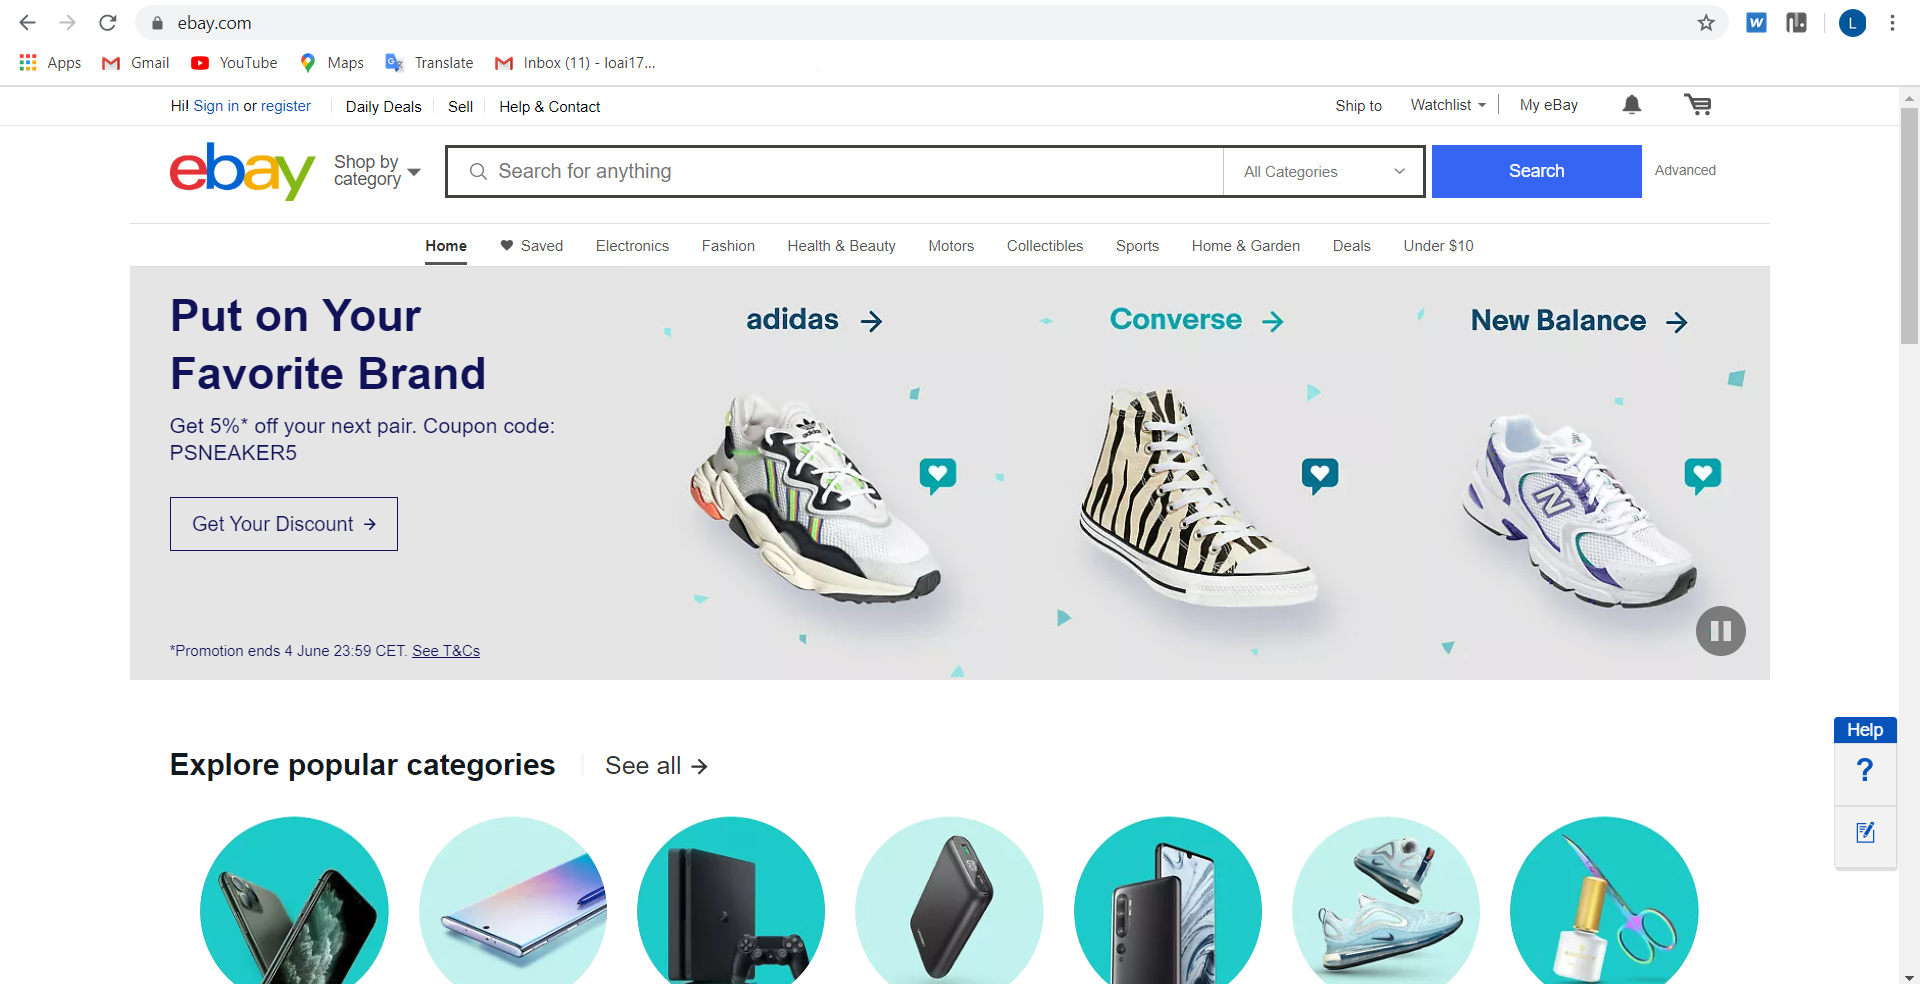 ebay.com
L
Apps Gmail YouTube Maps Translate Inbox (11) - loai17...
Hi! Sign in or register Daily Deals Sell Help & Contact Ship to Watchlist My eBay
ebay Shop by category Search for anything All Categories Search Advanced
Home Saved Electronics Fashion Health & Beauty Motors Collectibles Sports Home & Garden Deals Under $10
Put on Your
Favorite Brand
Get 5%* off your next pair. Coupon code:
PSNEAKER5
Get Your Discount →
*Promotion ends 4 June 23:59 CET. See T&Cs
adidas →
Converse →
New Balance →
adidas
N
Help
?
Explore popular categories See all →